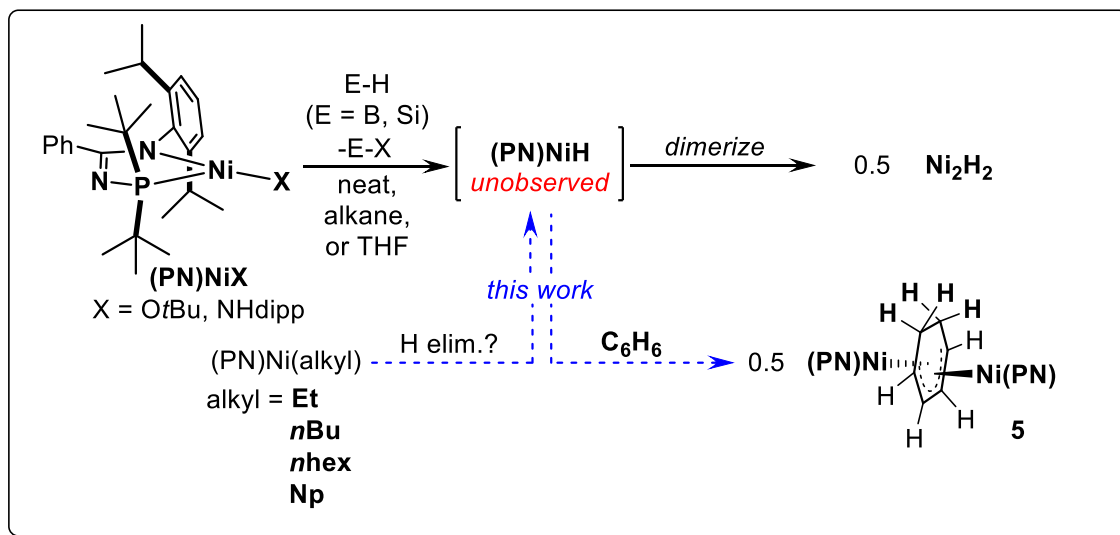 E-H
(E = B, Si)
-E-X
neat,
alkane,
or THF
Ph
N
N
P
Ni
X
(PN)NiX
X = OtBu, NHdipp
(PN)NiH
unobserved
dimerize
0.5 Ni₂H₂
this work
(PN)Ni(alkyl)
H elim.?
C₆H₆
0.5
alkyl = Et
nBu
nhex
Np
H
H
H
H
H
(PN)Ni
Ni(PN)
H
H
H
5